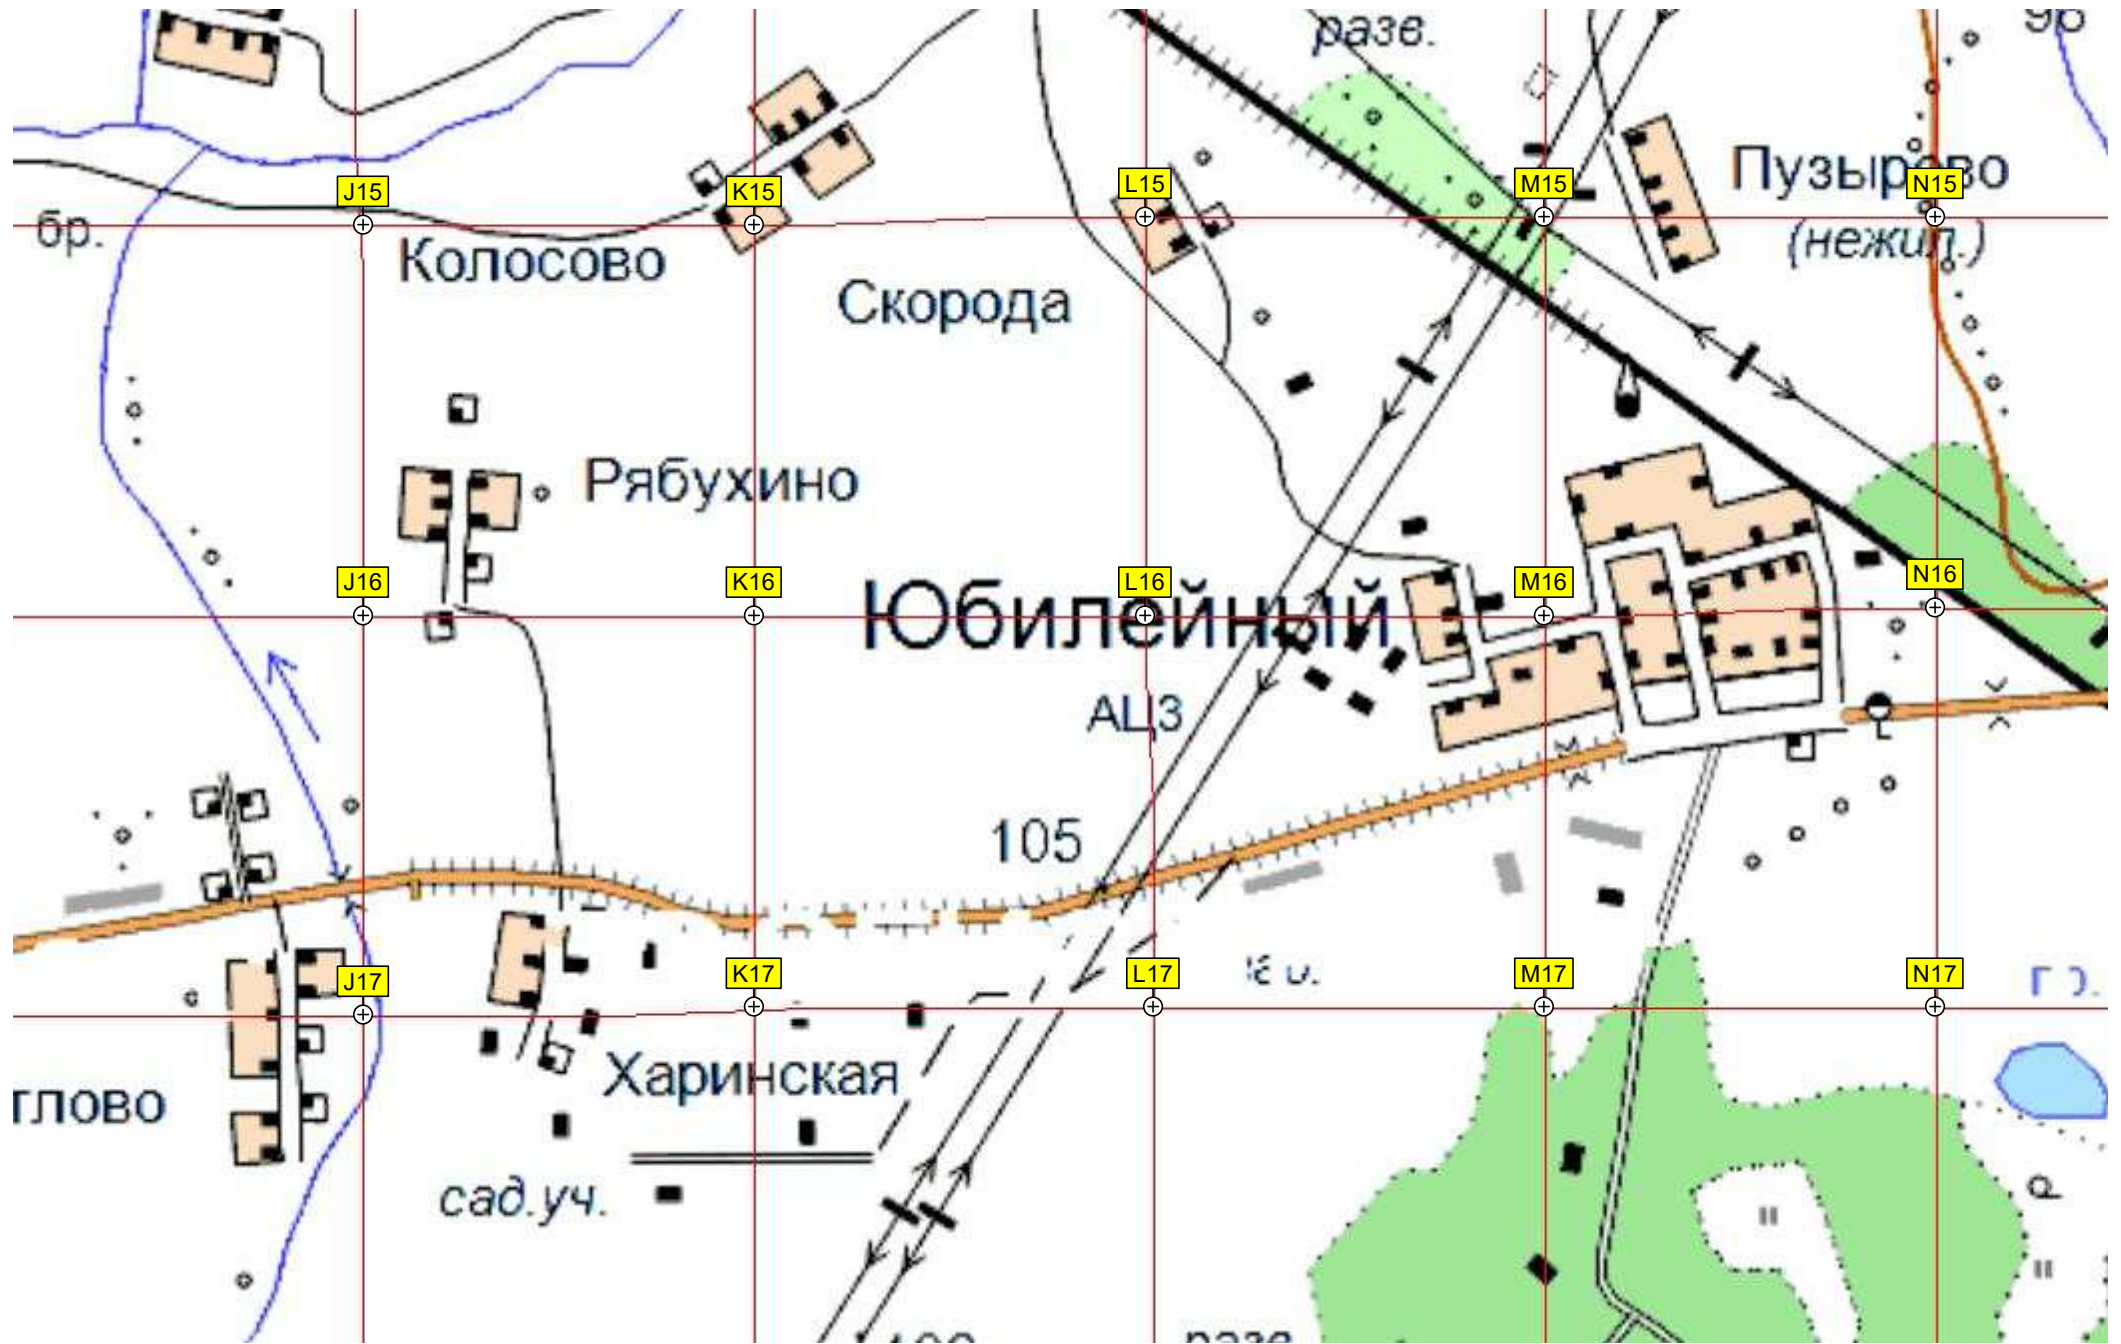 разв.
Пузырево
(нежил.)
J15
K15
L15
M15
N15
бр.
Колосово
Скорода
Рябухино
J16
K16
L16
M16
N16
Юбилейный
АЦЗ
105
J17
K17
L17
M17
N17
Харинская
глово
сад.уч.